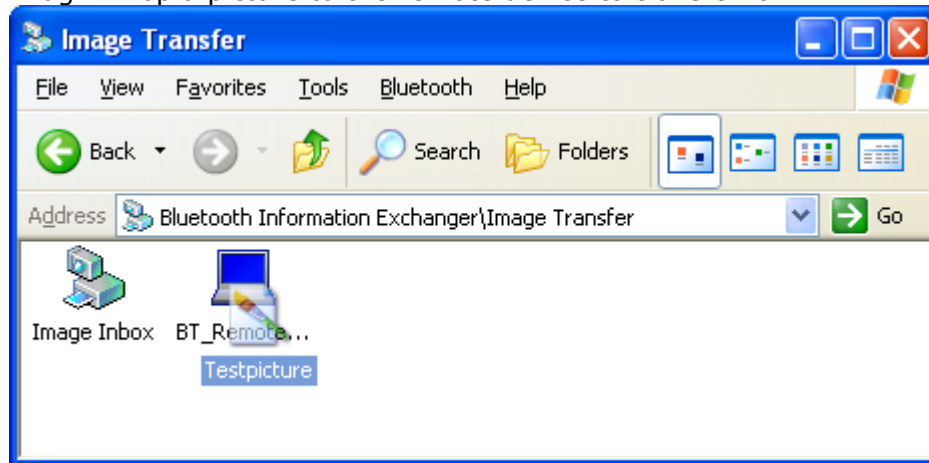 Image Transfer
File View Favorites Tools Bluetooth Help
Back Search Folders
Address Bluetooth Information Exchanger\Image Transfer Go
Image Inbox BT_Remote...
Testpicture